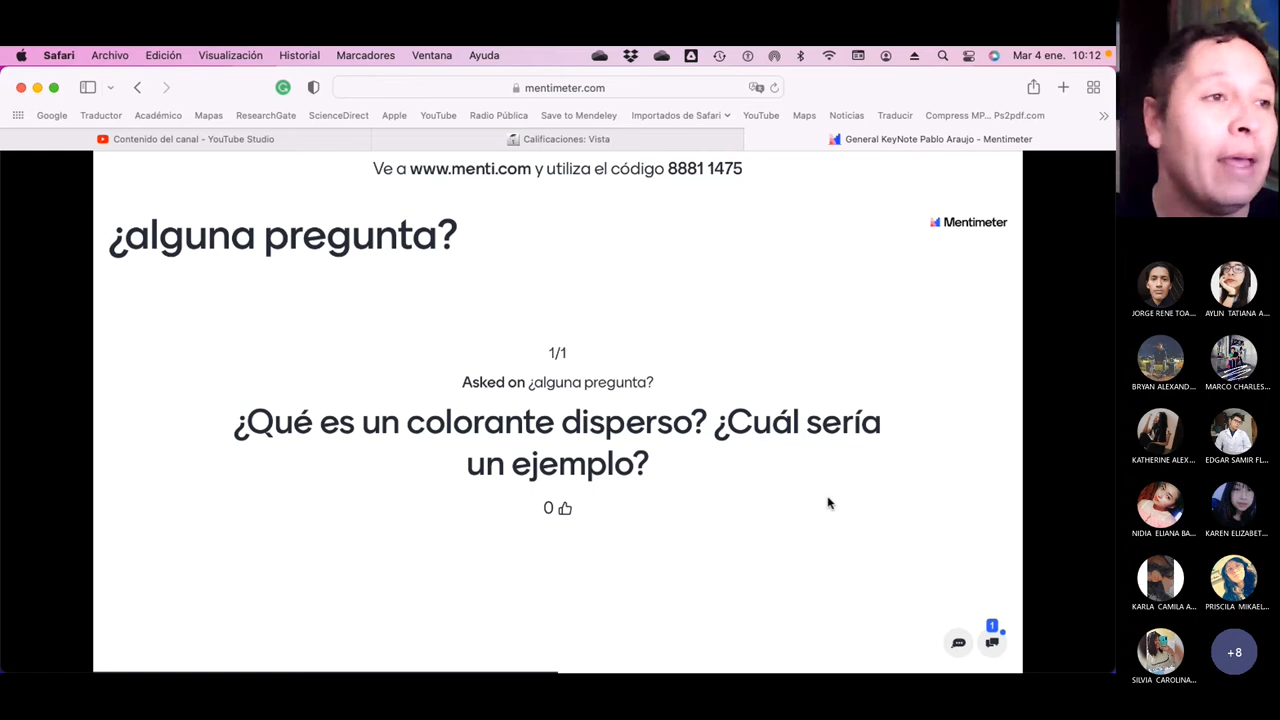 Safari Archivo Edición Visualización Historial Marcadores Ventana Ayuda Mar 4 ene. 10:12
mentimeter.com
Google Traductor Académico Mapas ResearchGate ScienceDirect Apple YouTube Radio Pública Save to Mendeley Importados de Safari YouTube Maps Noticias Traducir Compress MP... Ps2pdf.com
Contenido del canal - YouTube Studio
Calificaciones: Vista
General KeyNote Pablo Araujo - Mentimeter
Ve a www.menti.com y utiliza el código 8881 1475
¿alguna pregunta?
Mentimeter
1/1
Asked on ¿alguna pregunta?
¿Qué es un colorante disperso? ¿Cuál sería
un ejemplo?
0
1
JORGE RENE TOA... AYLIN TATIANA A...
BRYAN ALEXAND... MARCO CHARLES...
KATHERINE ALEX... EDGAR SAMIR FL...
NIDIA ELIANA BA... KAREN ELIZABET...
KARLA CAMILA A... PRISCILA MIKAEL...
SILVIA CAROLINA... +8